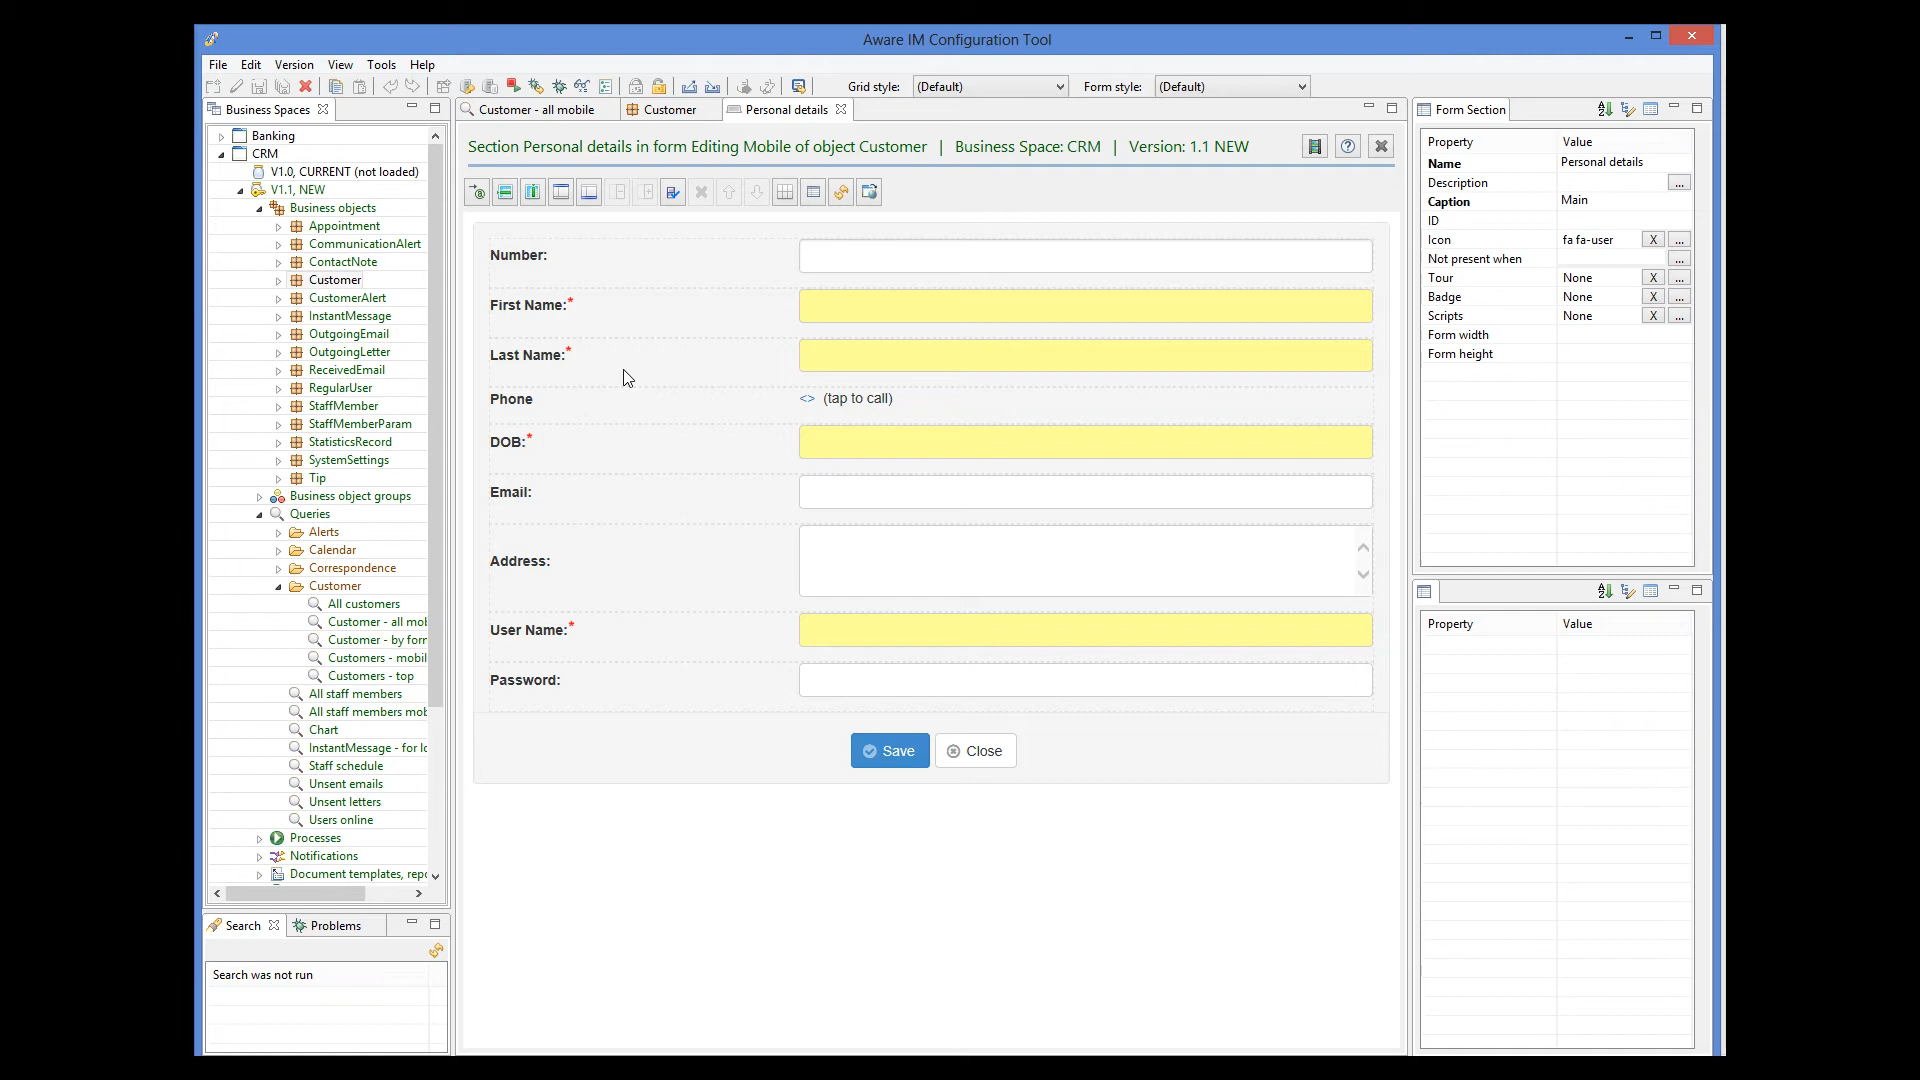 Aware IM Configuration Tool
File Edit Version View Tools Help
Grid style: (Default) Form style: (Default)
Business Spaces
Banking
CRM
V1.0, CURRENT (not loaded)
V1.1, NEW
Business objects
Appointment
CommunicationAlert
ContactNote
Customer
CustomerAlert
InstantMessage
OutgoingEmail
OutgoingLetter
ReceivedEmail
RegularUser
StaffMember
StaffMemberParam
StatisticsRecord
SystemSettings
Tip
Business object groups
Queries
Alerts
Calendar
Correspondence
Customer
All customers
Customer - all mob
Customer - by form
Customers - mobil
Customers - top
All staff members
All staff members mob
Chart
InstantMessage - for lo
Staff schedule
Unsent emails
Unsent letters
Users online
Processes
Notifications
Document templates, repo
Search Problems
Search was not run
Customer - all mobile Customer Personal details
Section Personal details in form Editing Mobile of object Customer | Business Space: CRM | Version: 1.1 NEW
Number:
First Name:*
Last Name:*
Phone <> (tap to call)
DOB:*
Email:
Address:
User Name:*
Password:
Save Close
Form Section
Property Value
Name Personal details
Description ...
Caption Main
ID
Icon fa fa-user X ...
Not present when ...
Tour None X ...
Badge None X ...
Scripts None X ...
Form width
Form height
Property Value